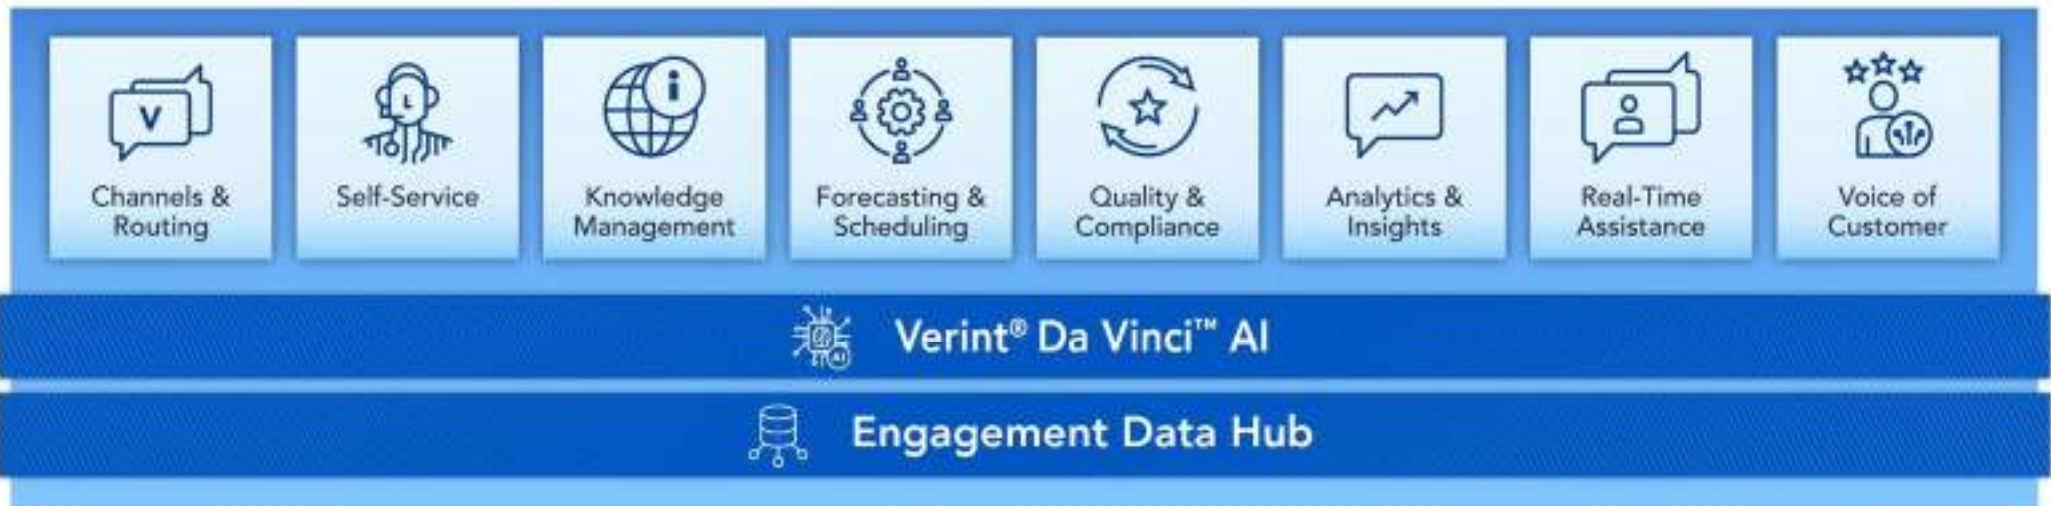 V
L
i
Channels &
Routing
Self-Service
Knowledge
Management
Forecasting &
Scheduling
Quality &
Compliance
Analytics &
Insights
Real-Time
Assistance
Voice of
Customer
Verint® Da Vinci™ AI
AI
Engagement Data Hub